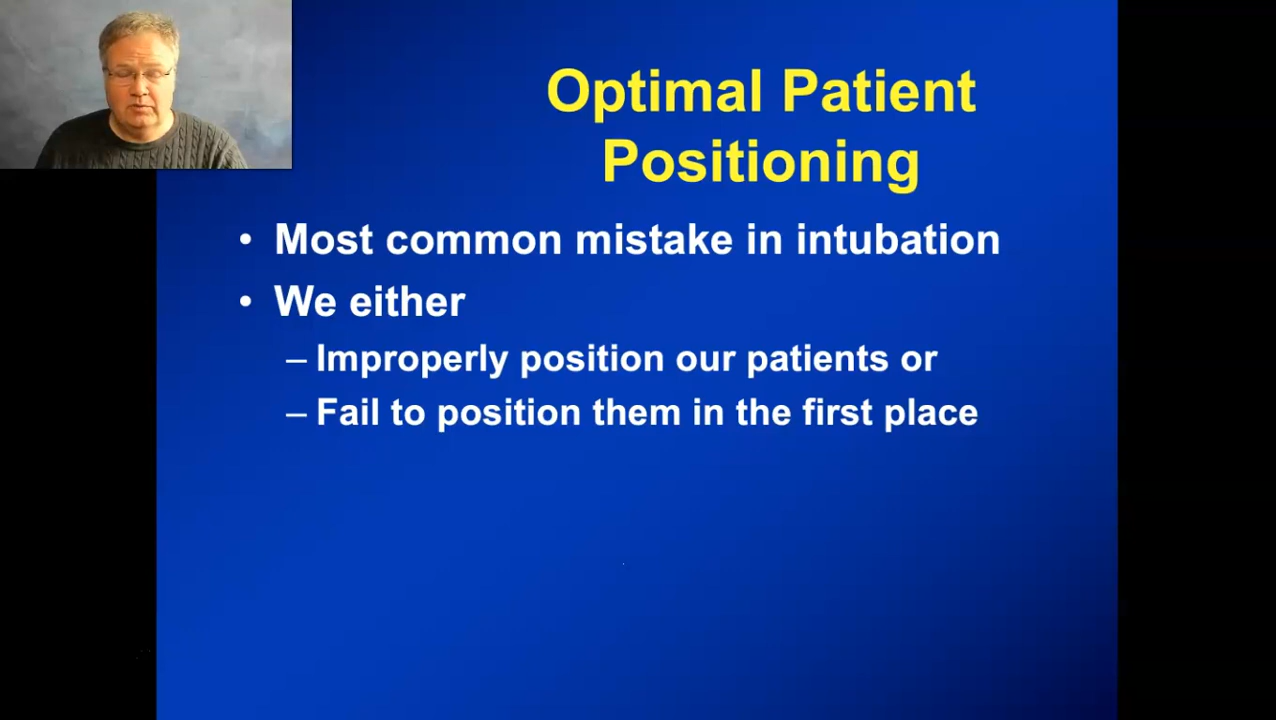 Optimal Patient
Positioning
• Most common mistake in intubation
• We either
– Improperly position our patients or
– Fail to position them in the first place